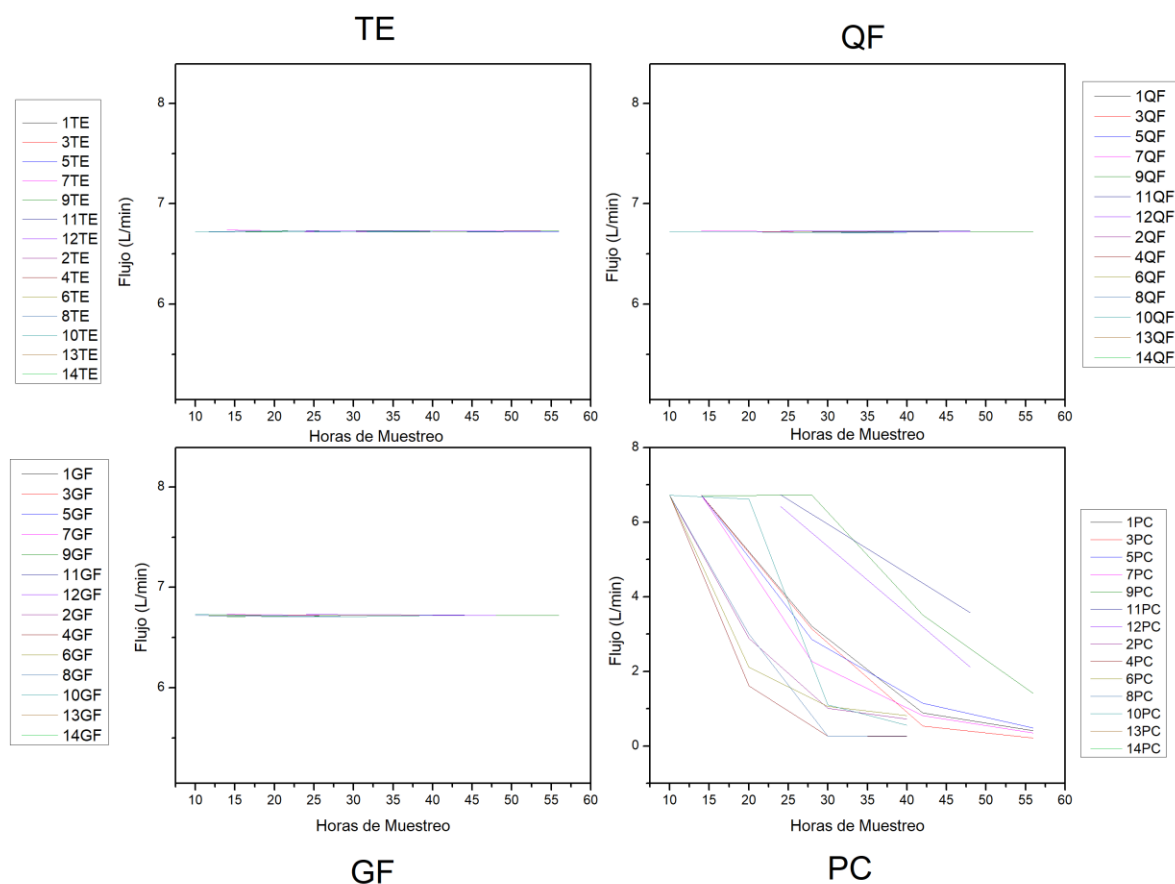 TE
QF
1TE
3TE
5TE
7TE
9TE
11TE
12TE
2TE
4TE
6TE
8TE
10TE
13TE
14TE
Flujo (L/min)
8
7
6
10 15 20 25 30 35 40 45 50 55 60
Horas de Muestreo
Flujo (L/min)
8
7
6
10 15 20 25 30 35 40 45 50 55 60
Horas de Muestreo
1QF
3QF
5QF
7QF
9QF
11QF
12QF
2QF
4QF
6QF
8QF
10QF
13QF
14QF
1GF
3GF
5GF
7GF
9GF
11GF
12GF
2GF
4GF
6GF
8GF
10GF
13GF
14GF
Flujo (L/min)
8
7
6
10 15 20 25 30 35 40 45 50 55 60
Horas de Muestreo
Flujo (L/min)
8
6
4
2
0
10 15 20 25 30 35 40 45 50 55 60
Horas de Muestreo
1PC
3PC
5PC
7PC
9PC
11PC
12PC
2PC
4PC
6PC
8PC
10PC
13PC
14PC
GF
PC